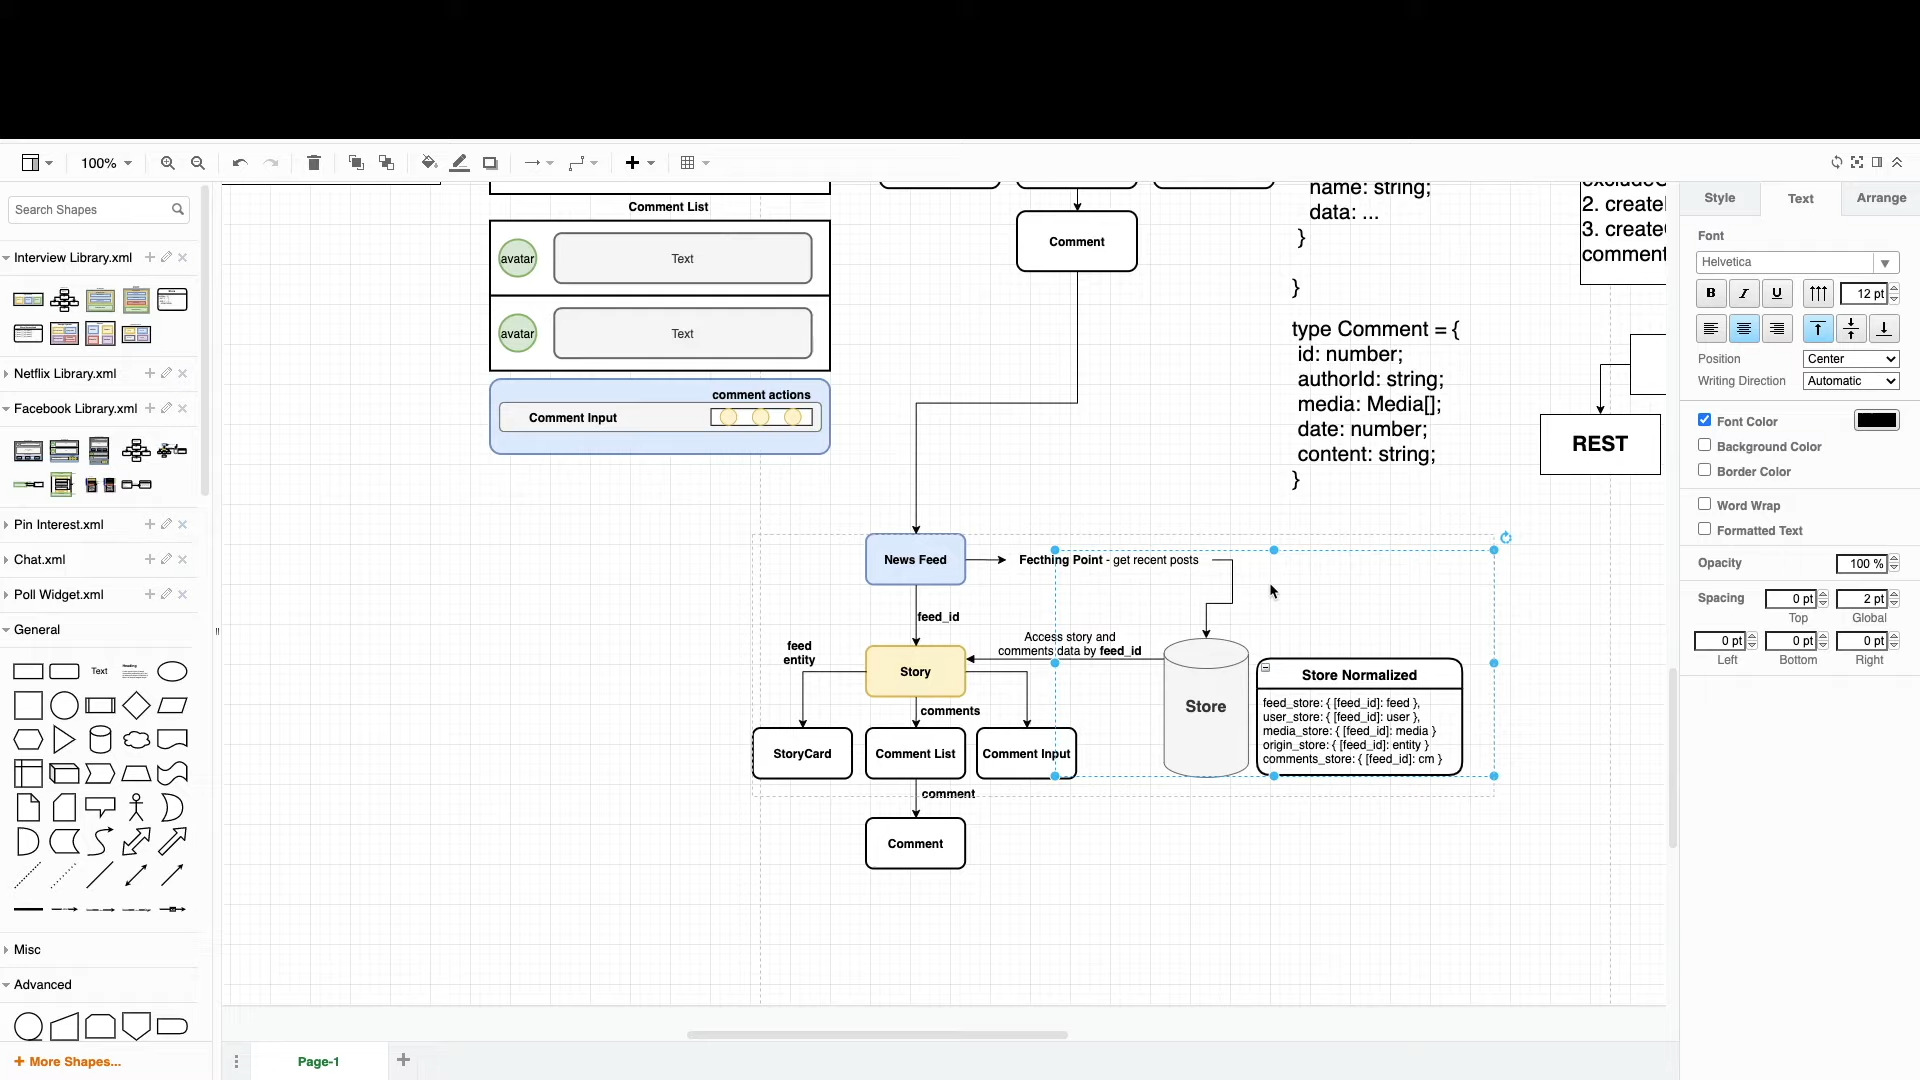 100%
Search Shapes
Interview Library.xml
Netflix Library.xml
Facebook Library.xml
Pin Interest.xml
Chat.xml
Poll Widget.xml
General
Text
Heading
Misc
Advanced
+ More Shapes...
Comment List
avatar
Text
avatar
Text
comment actions
Comment Input
Comment
name: string;
data: ...
}
}
type Comment = {
id: number;
authorId: string;
media: Media[];
date: number;
content: string;
}
2. create
3. create
comment
REST
News Feed
Fecthing Point - get recent posts
feed_id
feed
entity
Access story and
comments data by feed_id
Story
comments
StoryCard
Comment List
Comment Input
comment
Comment
Store
Store Normalized
feed_store: { [feed_id]: feed },
user_store: { [feed_id]: user },
media_store: { [feed_id]: media }
origin_store: { [feed_id]: entity }
comments_store: { [feed_id]: cm }
Page-1
Style
Text
Arrange
Font
Helvetica
B I U 12 pt
Position Center
Writing Direction Automatic
Font Color
Background Color
Border Color
Word Wrap
Formatted Text
Opacity 100 %
Spacing 0 pt 2 pt
Top Global
0 pt 0 pt 0 pt
Left Bottom Right